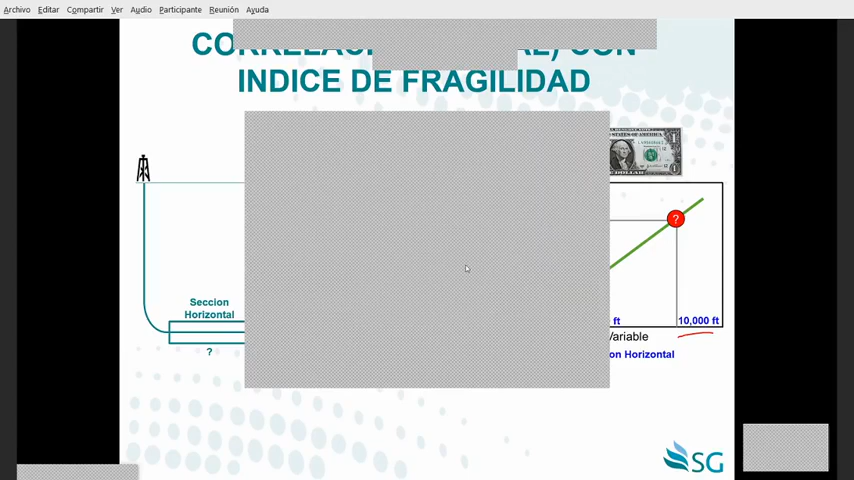 Archivo Editar Compartir Ver Audio Participante Reunión Ayuda
CON
INDICE DE FRAGILIDAD
Seccion
Horizontal
?
?
ft
10,000 ft
Variable
Horizontal
SG